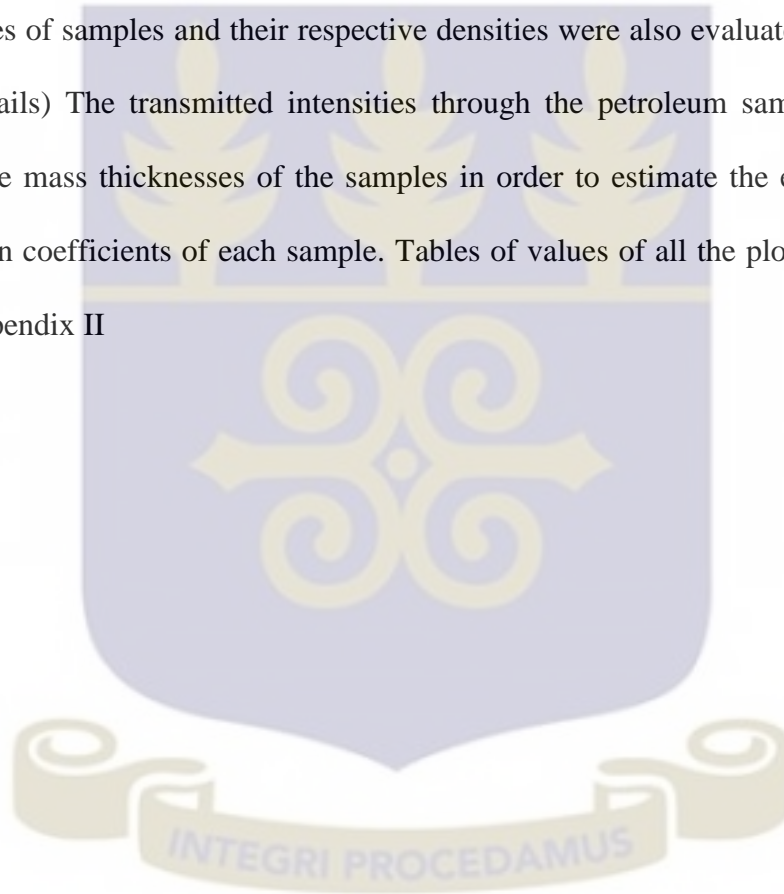 es of samples and their respective densities were also evaluate
ails) The transmitted intensities through the petroleum sam
e mass thicknesses of the samples in order to estimate the e
n coefficients of each sample. Tables of values of all the plo
pendix II
INTEGRI PROCEDAMUS